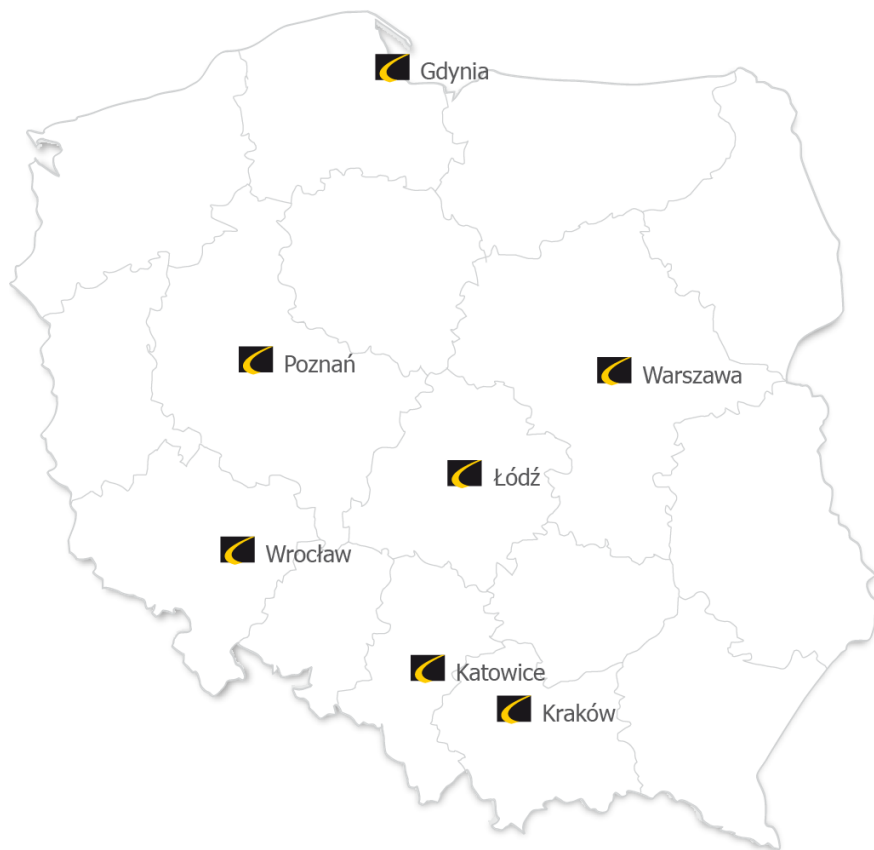 Gdynia
Poznań
Warszawa
Łódź
Wrocław
Katowice
Kraków